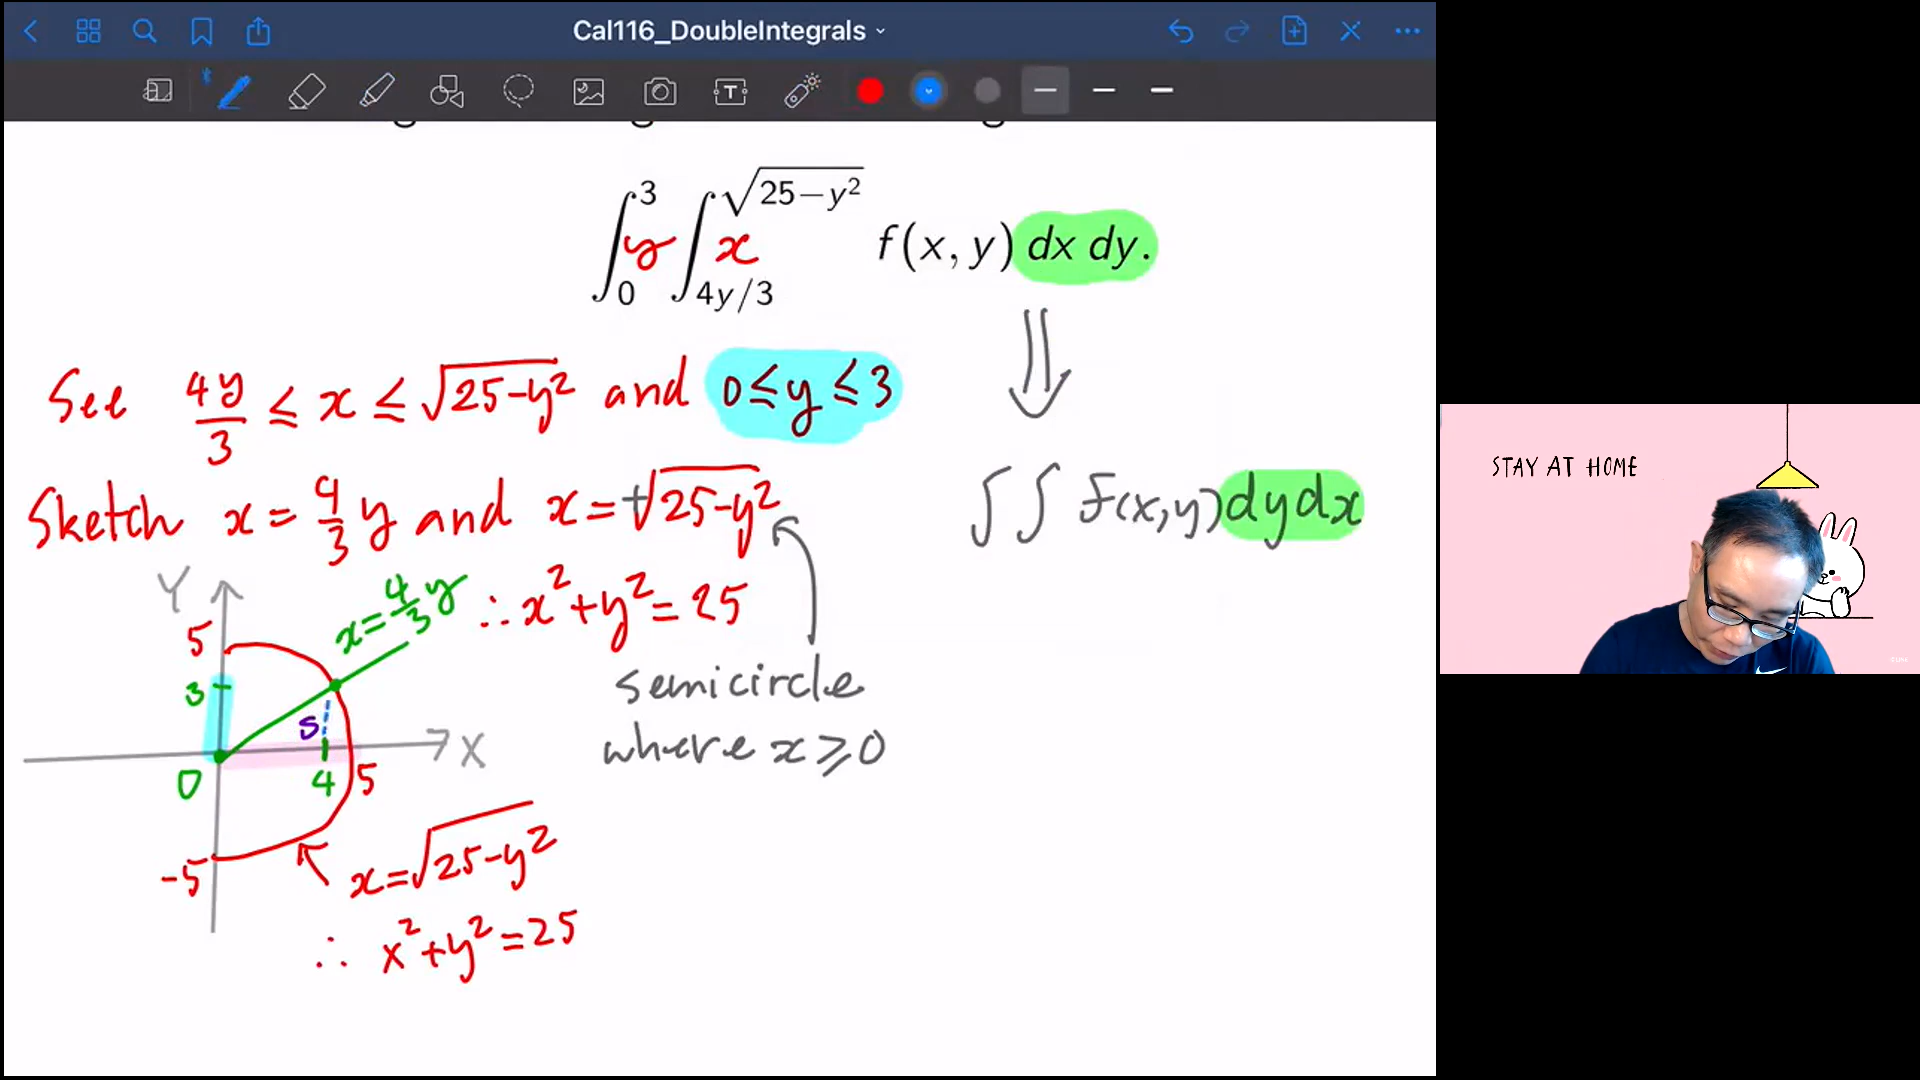 Cal116_DoubleIntegrals
T
∫₀³ y ∫_{4y/3}^{√(25−y²)} x f(x, y) dx dy.
See 4y/3 ≤ x ≤ √(25−y²) and 0 ≤ y ≤ 3
Sketch x = 4/3 y and x = +√(25−y²)
∫∫ f(x,y) dy dx
∴ x² + y² = 25
semicircle
where x ⩾ 0
Y
5
x = 4/3 y
3
S
X
0
4
5
-5
x = √(25−y²)
∴ x² + y² = 25
STAY AT HOME